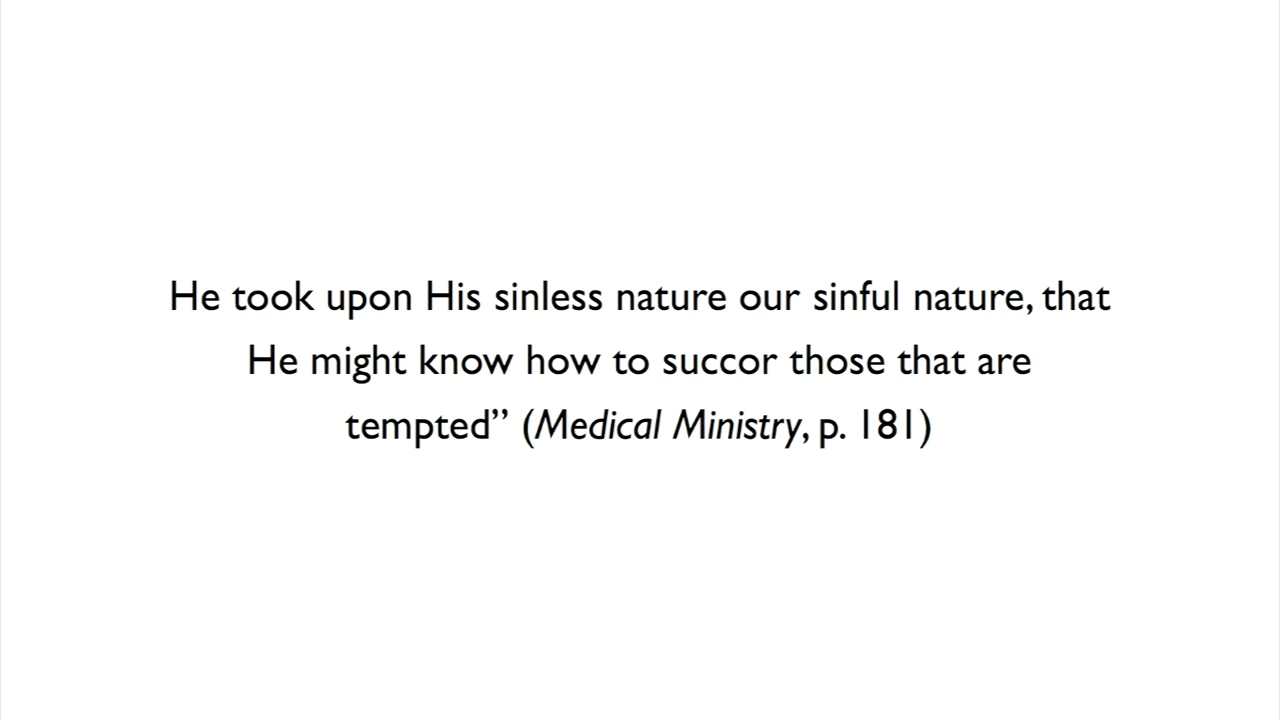 He took upon His sinless nature our sinful nature, that
He might know how to succor those that are
tempted” (Medical Ministry, p. 181)